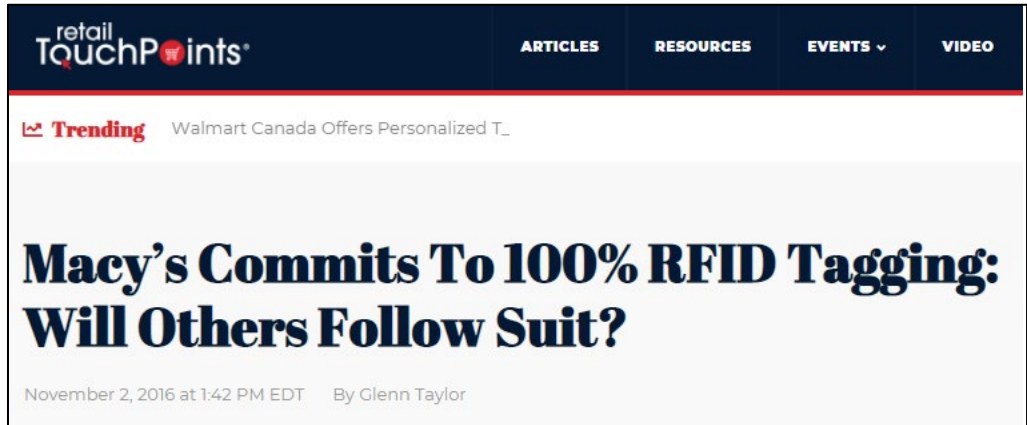 retail
TouchPoints
ARTICLES RESOURCES EVENTS VIDEO
Trending Walmart Canada Offers Personalized T_
Macy’s Commits To 100% RFID Tagging:
Will Others Follow Suit?
November 2, 2016 at 1:42 PM EDT By Glenn Taylor